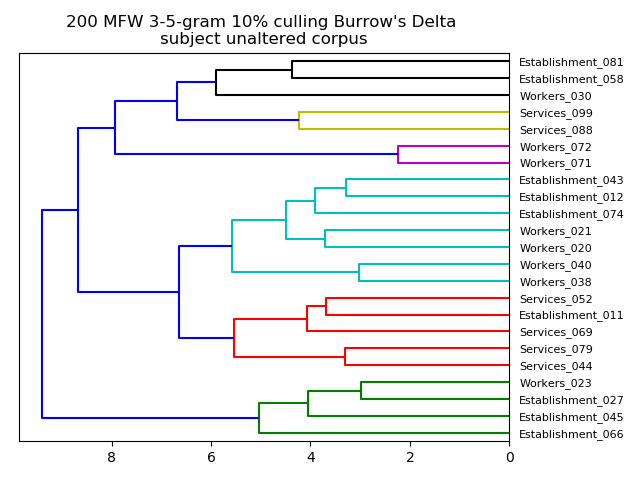 200 MFW 3-5-gram 10% culling Burrow's Delta
subject unaltered corpus
Establishment_081
Establishment_058
Workers_030
Services_099
Services_088
Workers_072
Workers_071
Establishment_043
Establishment_012
Establishment_074
Workers_021
Workers_020
Workers_040
Workers_038
Services_052
Establishment_011
Services_069
Services_079
Services_044
Workers_023
Establishment_027
Establishment_045
Establishment_066
8 6 4 2 0